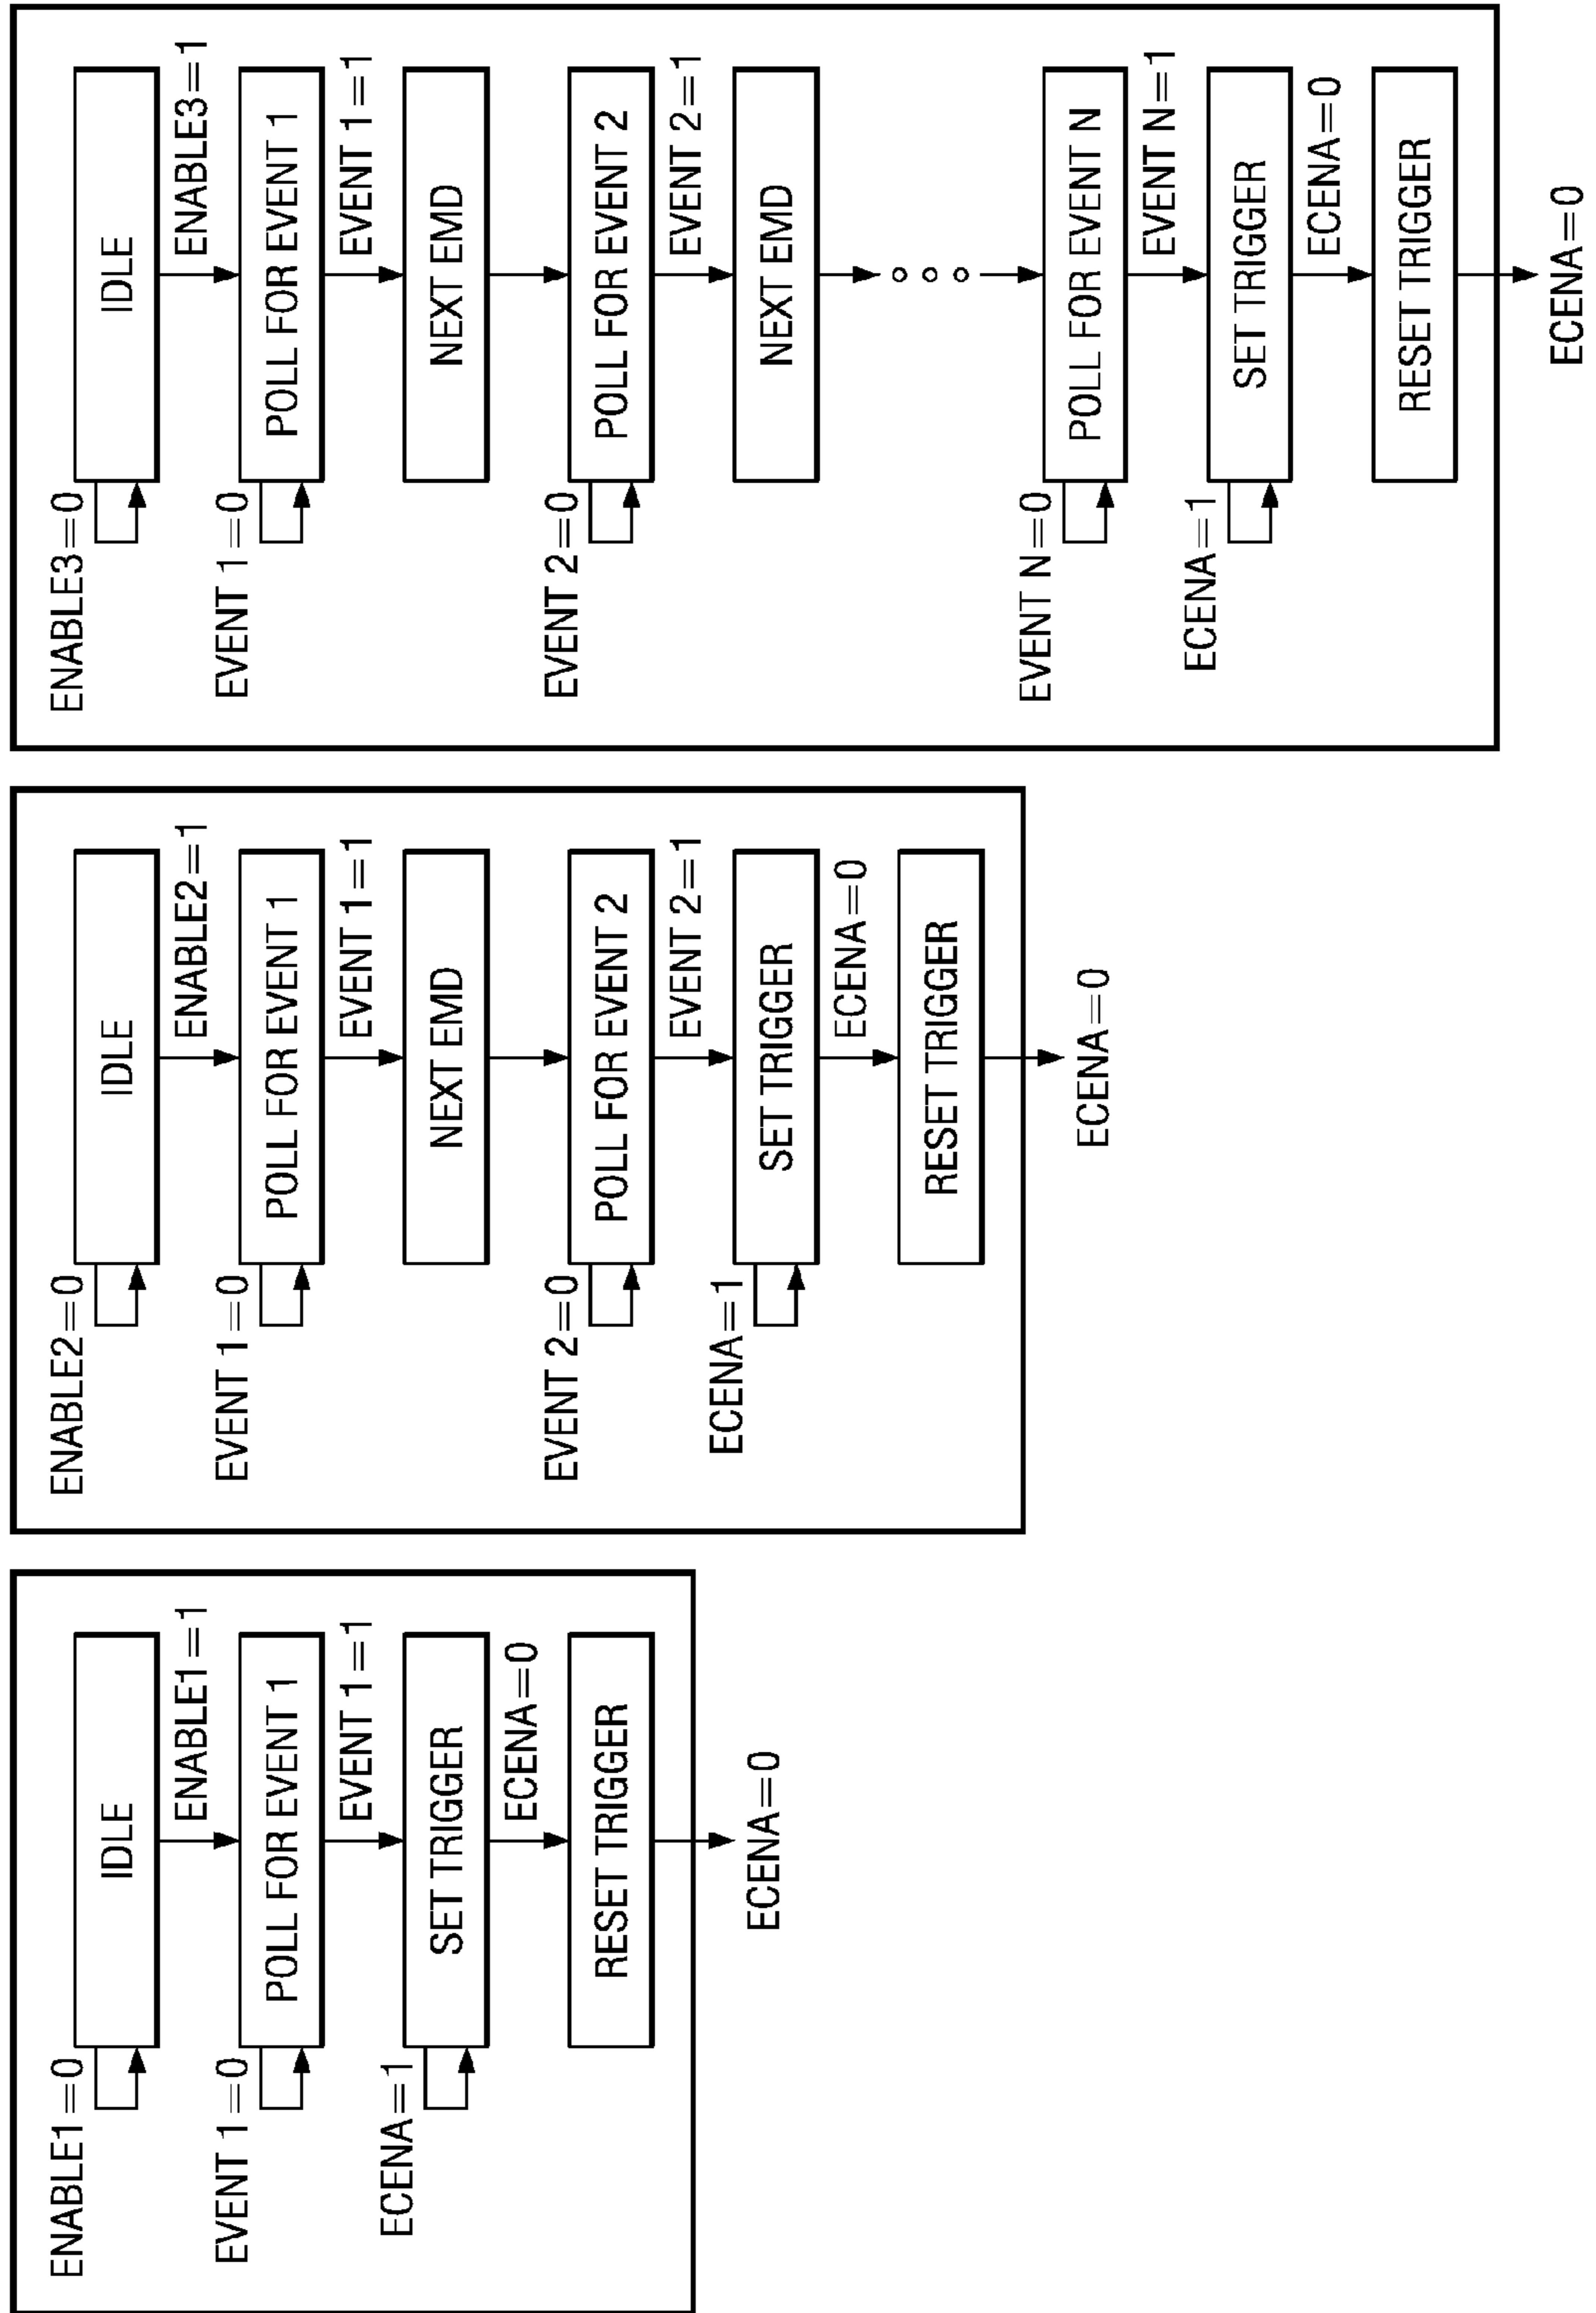 ENABLE1=0
IDLE
ENABLE1=1
EVENT 1=0
POLL FOR EVENT 1
EVENT 1=1
ECENA=1
SET TRIGGER
ECENA=0
RESET TRIGGER
ECENA=0
ENABLE2=0
IDLE
ENABLE2=1
EVENT 1=0
POLL FOR EVENT 1
EVENT 1=1
NEXT EMD
EVENT 2=0
POLL FOR EVENT 2
EVENT 2=1
ECENA=1
SET TRIGGER
ECENA=0
RESET TRIGGER
ECENA=0
ENABLE3=0
IDLE
ENABLE3=1
EVENT 1=0
POLL FOR EVENT 1
EVENT 1=1
NEXT EMD
EVENT 2=0
POLL FOR EVENT 2
EVENT 2=1
NEXT EMD
EVENT N=0
POLL FOR EVENT N
EVENT N=1
ECENA=1
SET TRIGGER
ECENA=0
RESET TRIGGER
ECENA=0